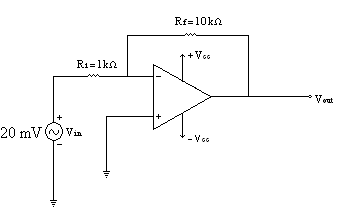 Rf=10kΩ
R1=1kΩ
+Vcc
−
+
Vout
+
20 mV
Vin
−
-Vcc